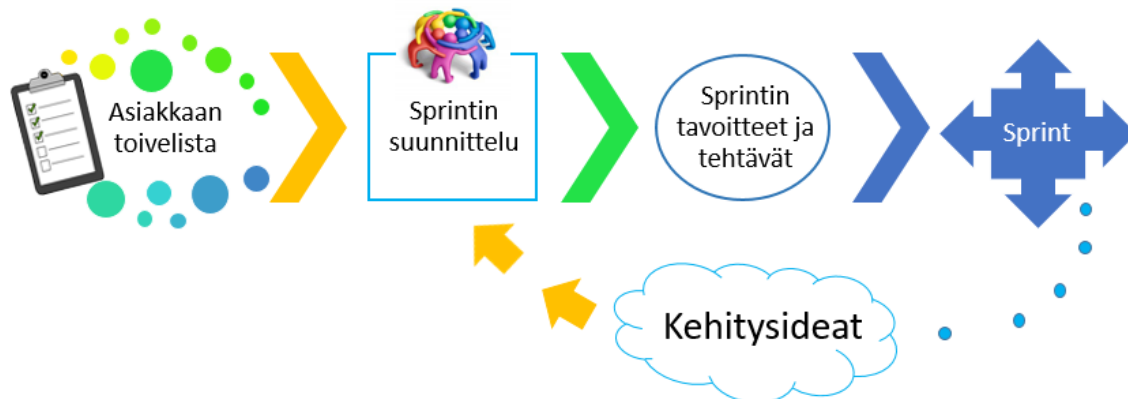 Asiakkaan
toivelista
Sprintin
suunnittelu
Sprintin
tavoitteet ja
tehtävät
Sprint
Kehitysideat